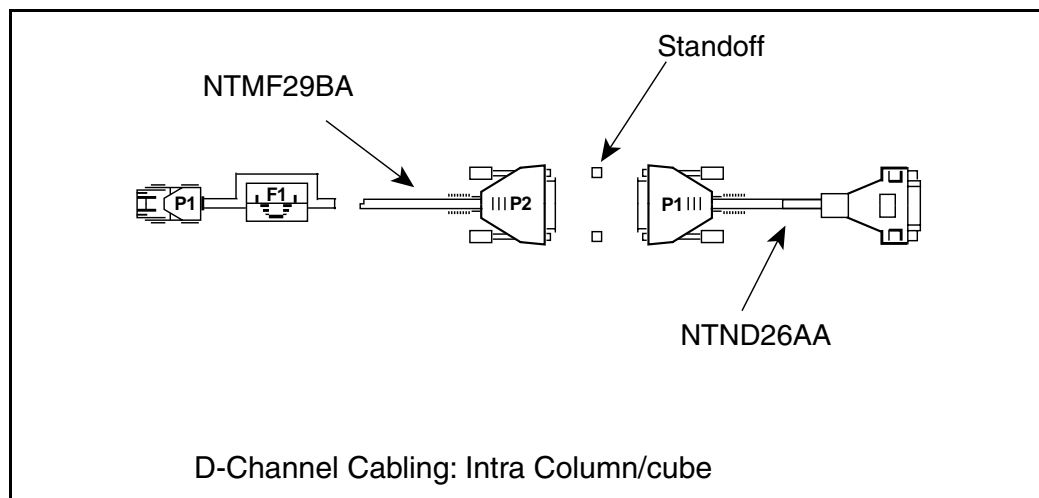 Standoff
NTMF29BA
P1
F1
P2
P1
NTND26AA
D-Channel Cabling: Intra Column/cube